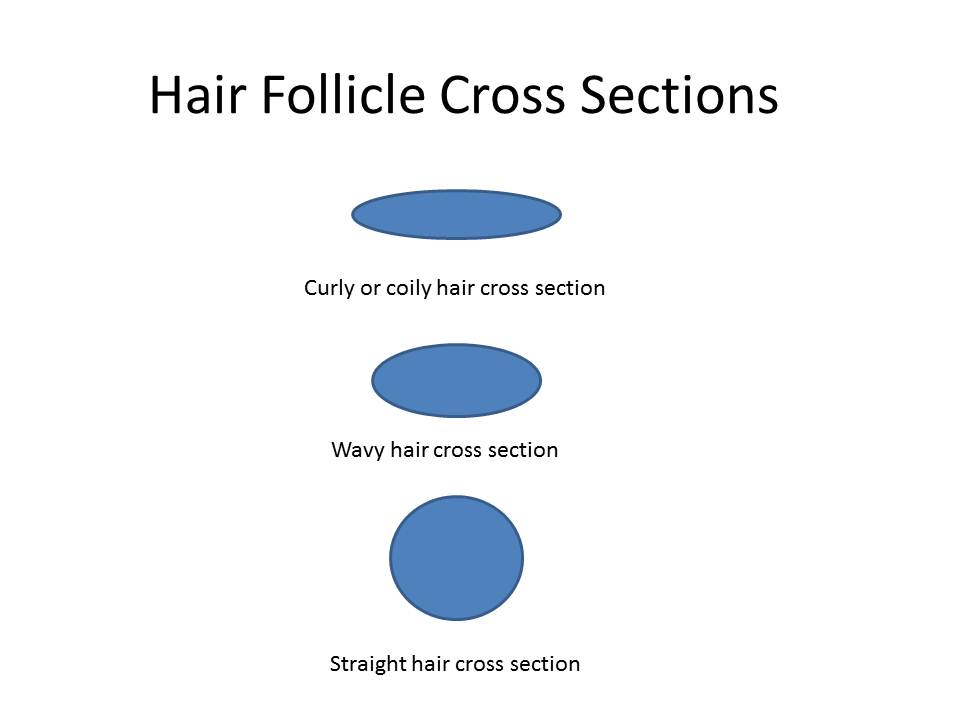 Hair Follicle Cross Sections
Curly or coily hair cross section
Wavy hair cross section
Straight hair cross section